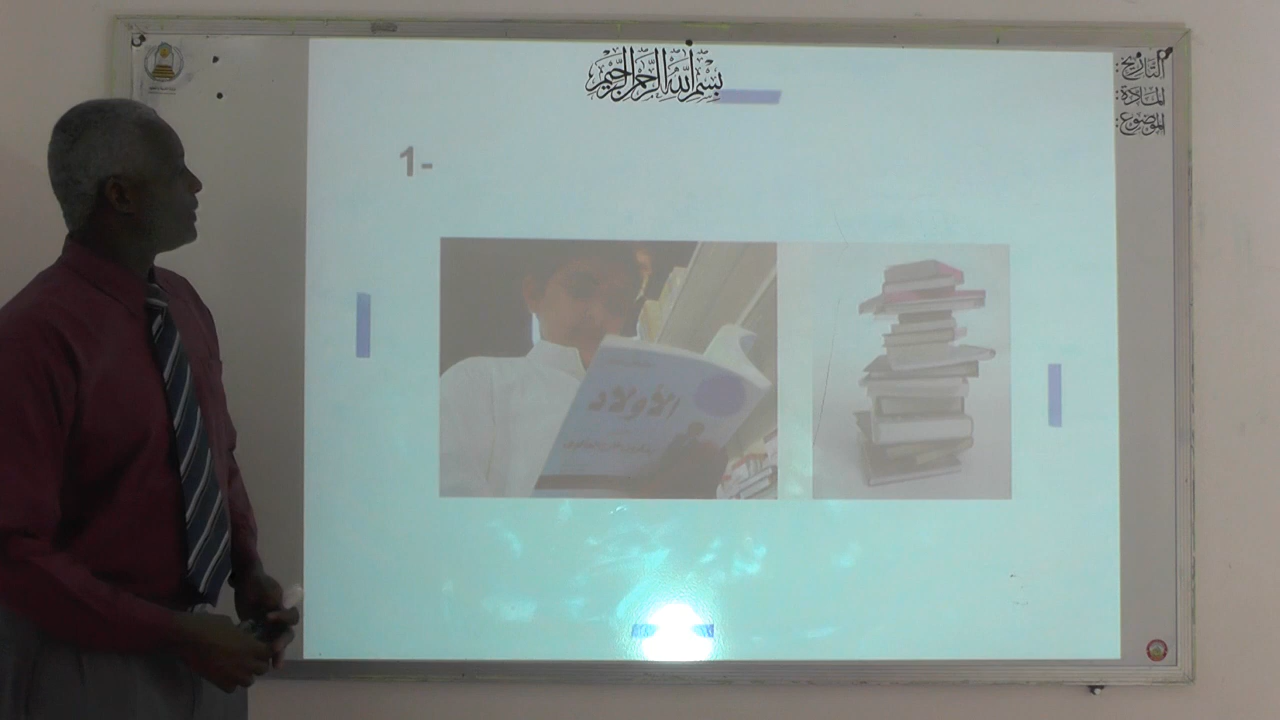 بسم الله الرحمن الرحيم
التاريخ:
المادة:
الموضوع:
1-
الأولاد